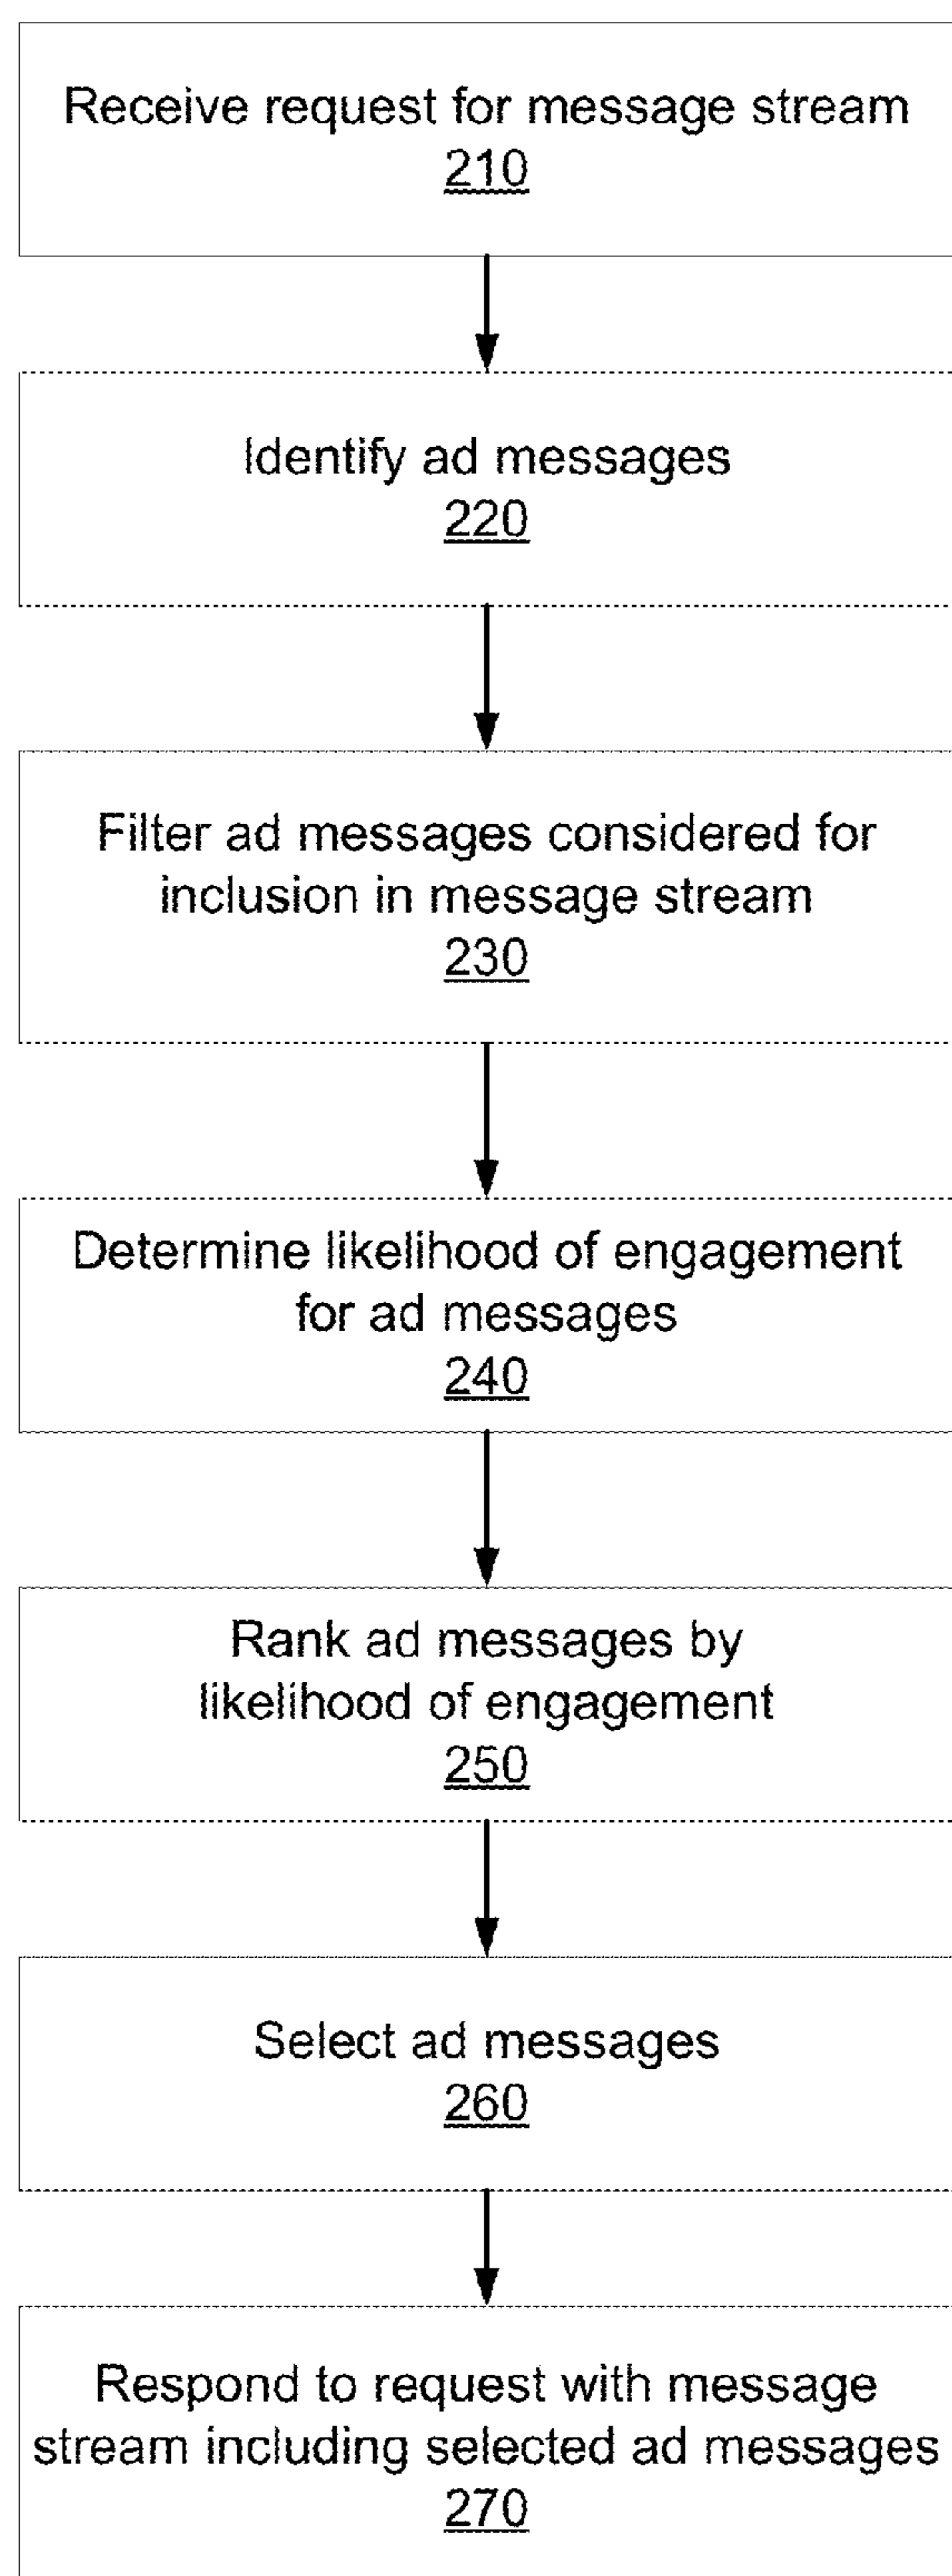 Receive request for message stream
210
Identify ad messages
220
Filter ad messages considered for
inclusion in message stream
230
Determine likelihood of engagement
for ad messages
240
Rank ad messages by
likelihood of engagement
250
Select ad messages
260
Respond to request with message
stream including selected ad messages
270